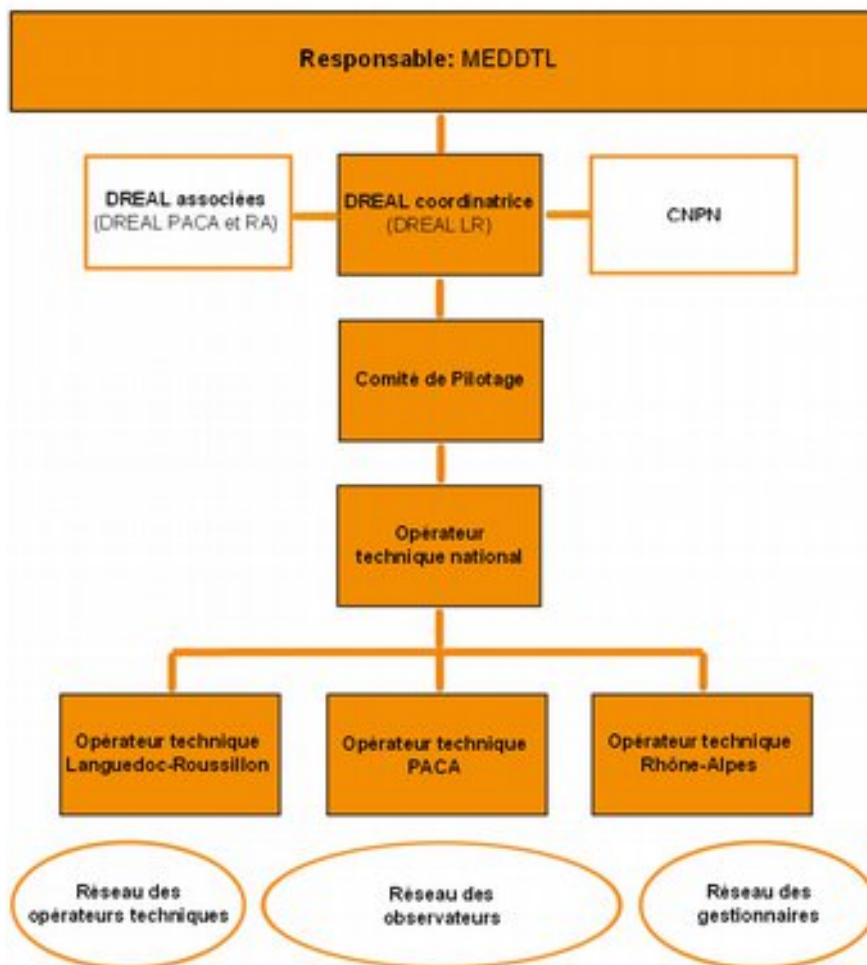 Responsable: MEDDTL
DREAL associées
(DREAL PACA et RA)
DREAL coordinatrice
(DREAL LR)
CNPN
Comité de Pilotage
Opérateur
technique national
Opérateur technique
Languedoc-Roussillon
Opérateur technique
PACA
Opérateur technique
Rhône-Alpes
Réseau des
opérateurs techniques
Réseau des
observateurs
Réseau des
gestionnaires